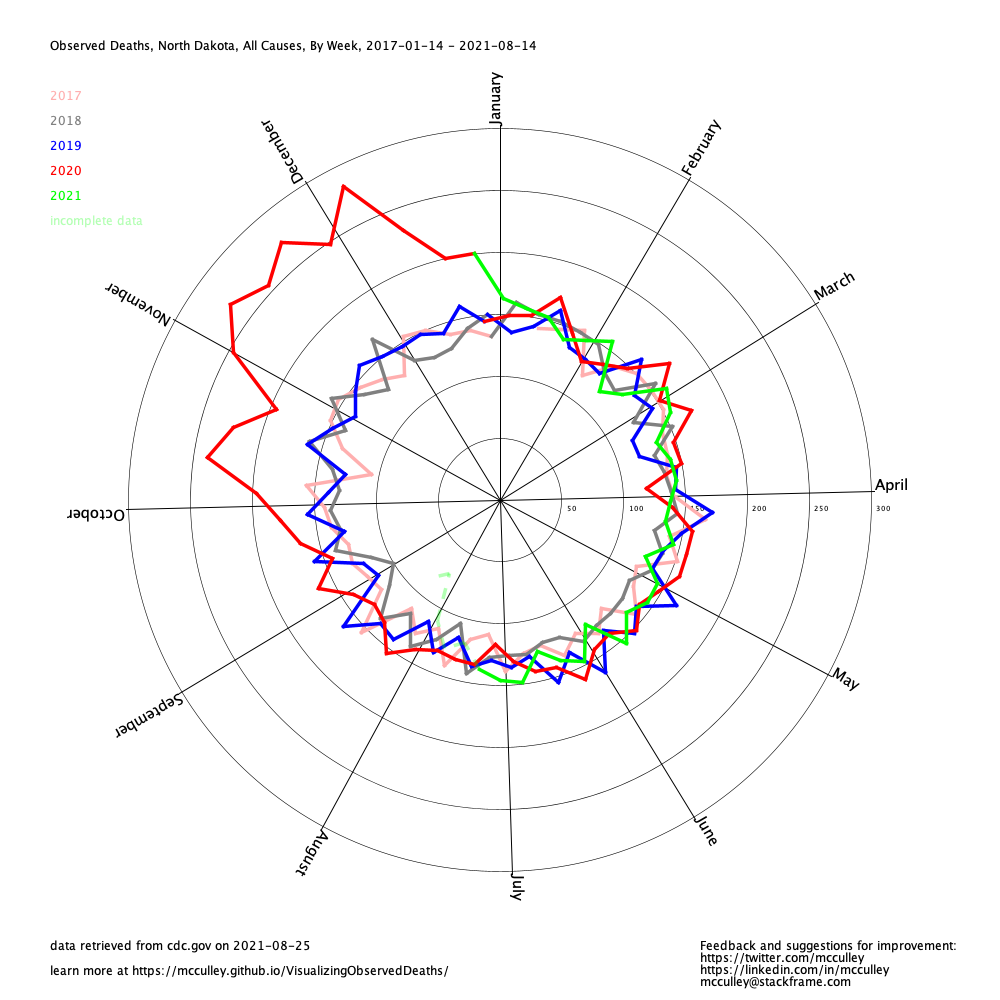 Observed Deaths, North Dakota, All Causes, By Week, 2017-01-14 - 2021-08-14
2017
2018
2019
2020
2021
incomplete data
January
February
March
April
May
June
July
August
September
October
November
December
50
100
150
200
250
300
data retrieved from cdc.gov on 2021-08-25
learn more at https://mcculley.github.io/VisualizingObservedDeaths/
Feedback and suggestions for improvement:
https://twitter.com/mcculley
https://linkedin.com/in/mcculley
mcculley@stackframe.com